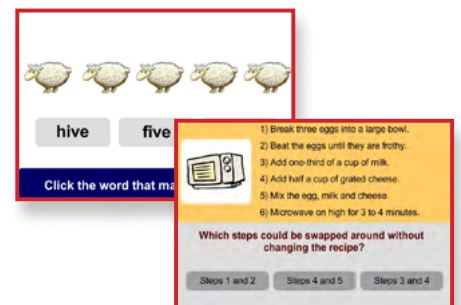 hive five
Click the word that ma
1) Break three eggs into a large bowl.
2) Beat the eggs until they are frothy.
3) Add one-third of a cup of milk.
4) Add half a cup of grated cheese.
5) Mix the egg, milk and cheese.
6) Microwave on high for 3 to 4 minutes.
Which steps could be swapped around without
changing the recipe?
Steps 1 and 2 Steps 4 and 5 Steps 3 and 4